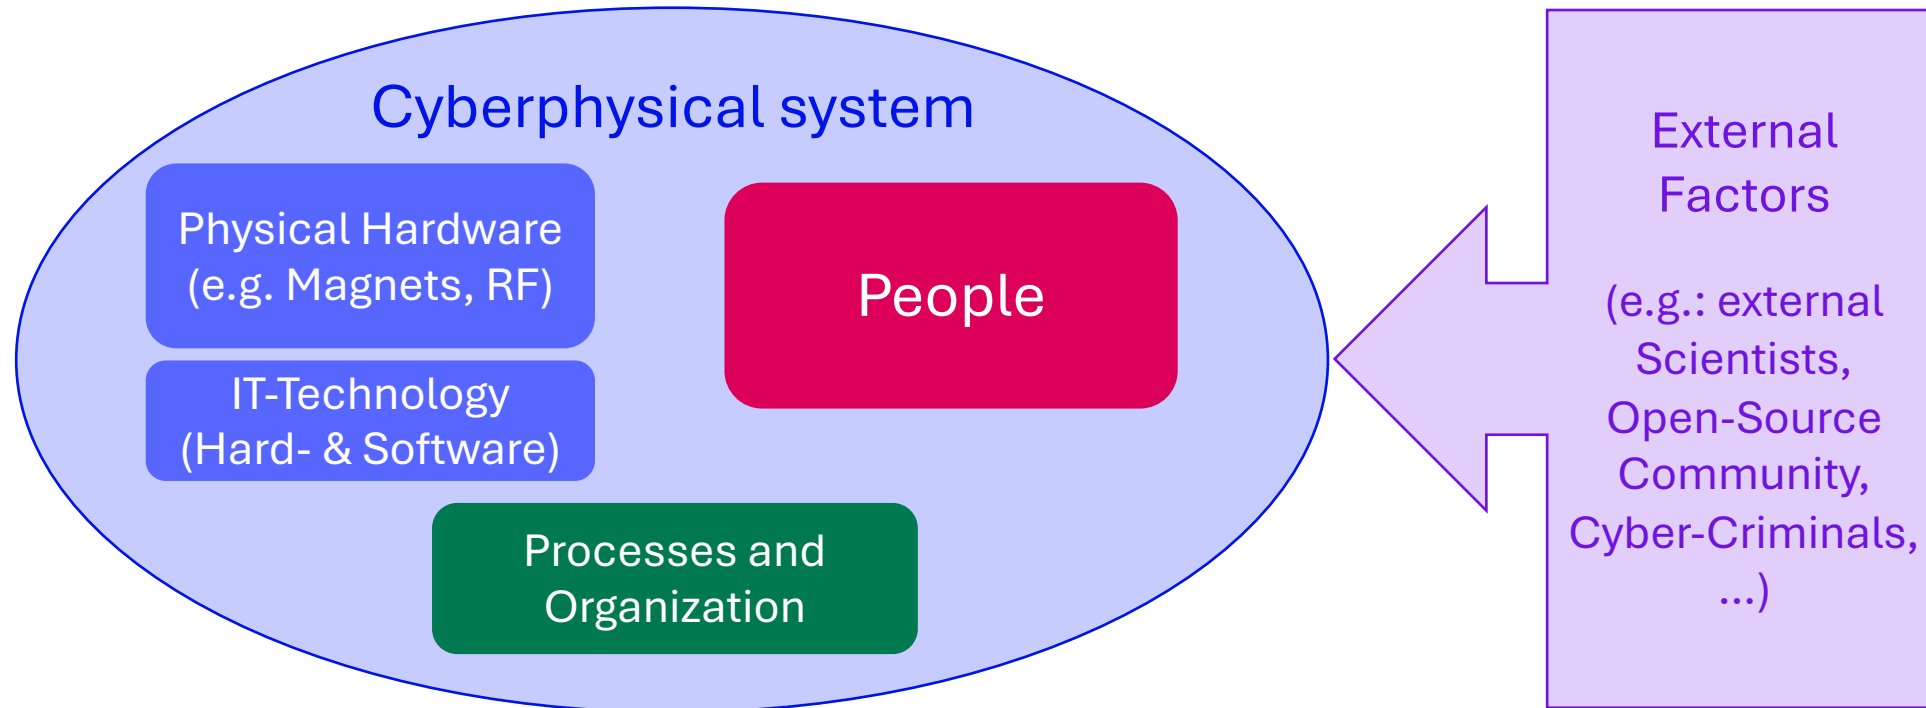 Cyberphysical system
Physical Hardware
(e.g. Magnets, RF)
IT-Technology
(Hard- & Software)
People
Processes and
Organization
External
Factors
(e.g.: external
Scientists,
Open-Source
Community,
Cyber-Criminals,
...)